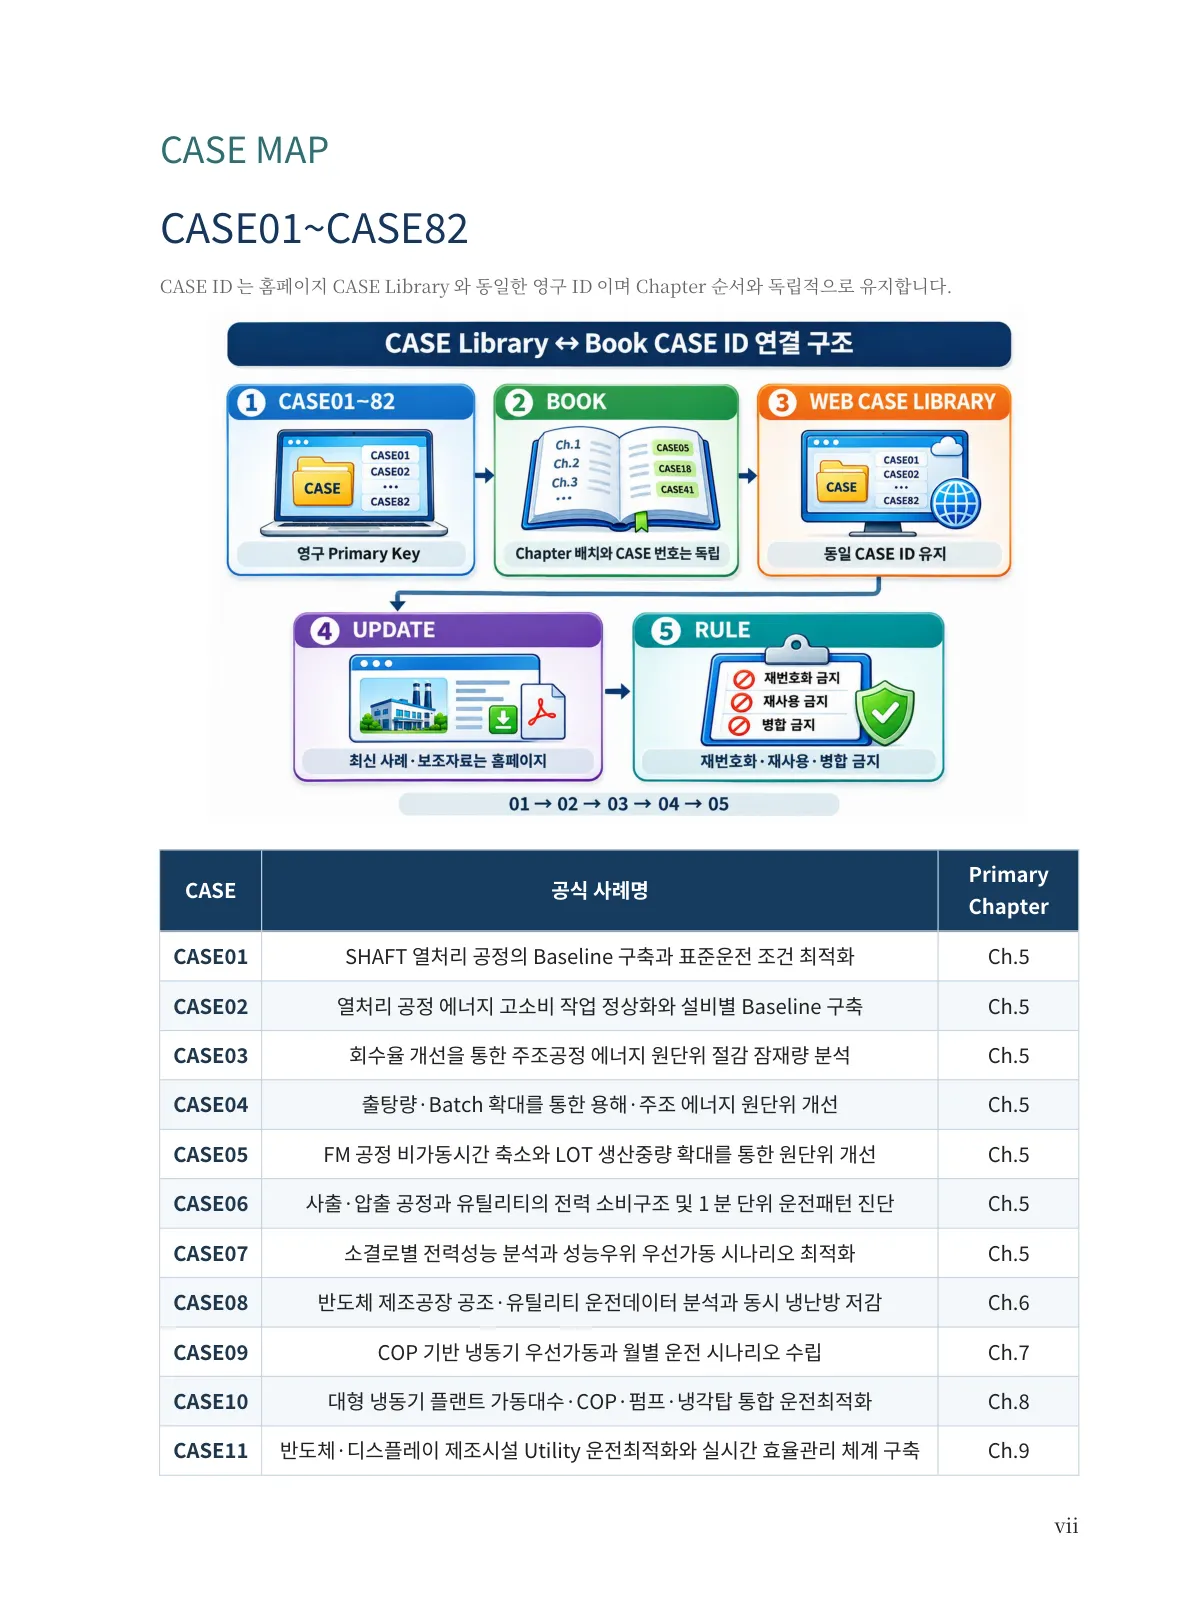 CASE MAP
CASE01~CASE82
CASE ID 는 홈페이지 CASE Library 와 동일한 영구 ID 이며 Chapter 순서와 독립적으로 유지합니다.
CASE Library ↔ Book CASE ID 연결 구조
1 CASE01~82
CASE
CASE01
CASE02
...
CASE82
영구 Primary Key
2 BOOK
Ch.1
Ch.2
Ch.3
...
CASE05
CASE18
CASE41
Chapter 배치와 CASE 번호는 독립
3 WEB CASE LIBRARY
CASE
CASE01
CASE02
...
CASE82
동일 CASE ID 유지
4 UPDATE
최신 사례·보조자료는 홈페이지
5 RULE
재번호화 금지
재사용 금지
병합 금지
재번호화·재사용·병합 금지
01 → 02 → 03 → 04 → 05
CASE 공식 사례명 Primary Chapter
CASE01 SHAFT 열처리 공정의 Baseline 구축과 표준운전 조건 최적화 Ch.5
CASE02 열처리 공정 에너지 고소비 작업 정상화와 설비별 Baseline 구축 Ch.5
CASE03 회수율 개선을 통한 주조공정 에너지 원단위 절감 잠재량 분석 Ch.5
CASE04 출탕량·Batch 확대를 통한 용해·주조 에너지 원단위 개선 Ch.5
CASE05 FM 공정 비가동시간 축소와 LOT 생산중량 확대를 통한 원단위 개선 Ch.5
CASE06 사출·압출 공정과 유틸리티의 전력 소비구조 및 1 분 단위 운전패턴 진단 Ch.5
CASE07 소결로별 전력성능 분석과 성능우위 우선가동 시나리오 최적화 Ch.5
CASE08 반도체 제조공장 공조·유틸리티 운전데이터 분석과 동시 냉난방 저감 Ch.6
CASE09 COP 기반 냉동기 우선가동과 월별 운전 시나리오 수립 Ch.7
CASE10 대형 냉동기 플랜트 가동대수·COP·펌프·냉각탑 통합 운전최적화 Ch.8
CASE11 반도체·디스플레이 제조시설 Utility 운전최적화와 실시간 효율관리 체계 구축 Ch.9
vii